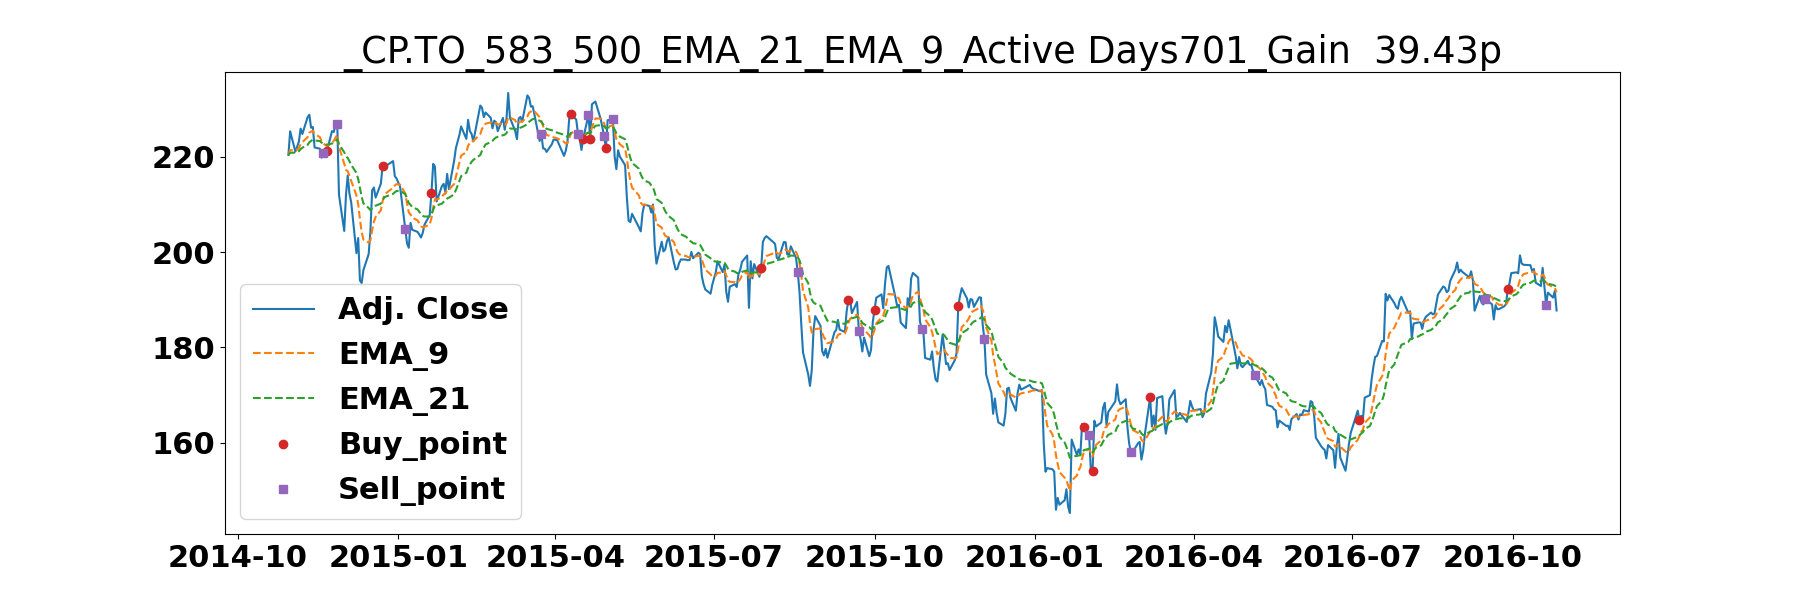 _CP.TO_583_500_EMA_21_EMA_9_Active Days701_Gain  39.43p
220
200
180
160
Adj. Close
EMA_9
EMA_21
Buy_point
Sell_point
2014-10 2015-01 2015-04 2015-07 2015-10 2016-01 2016-04 2016-07 2016-10